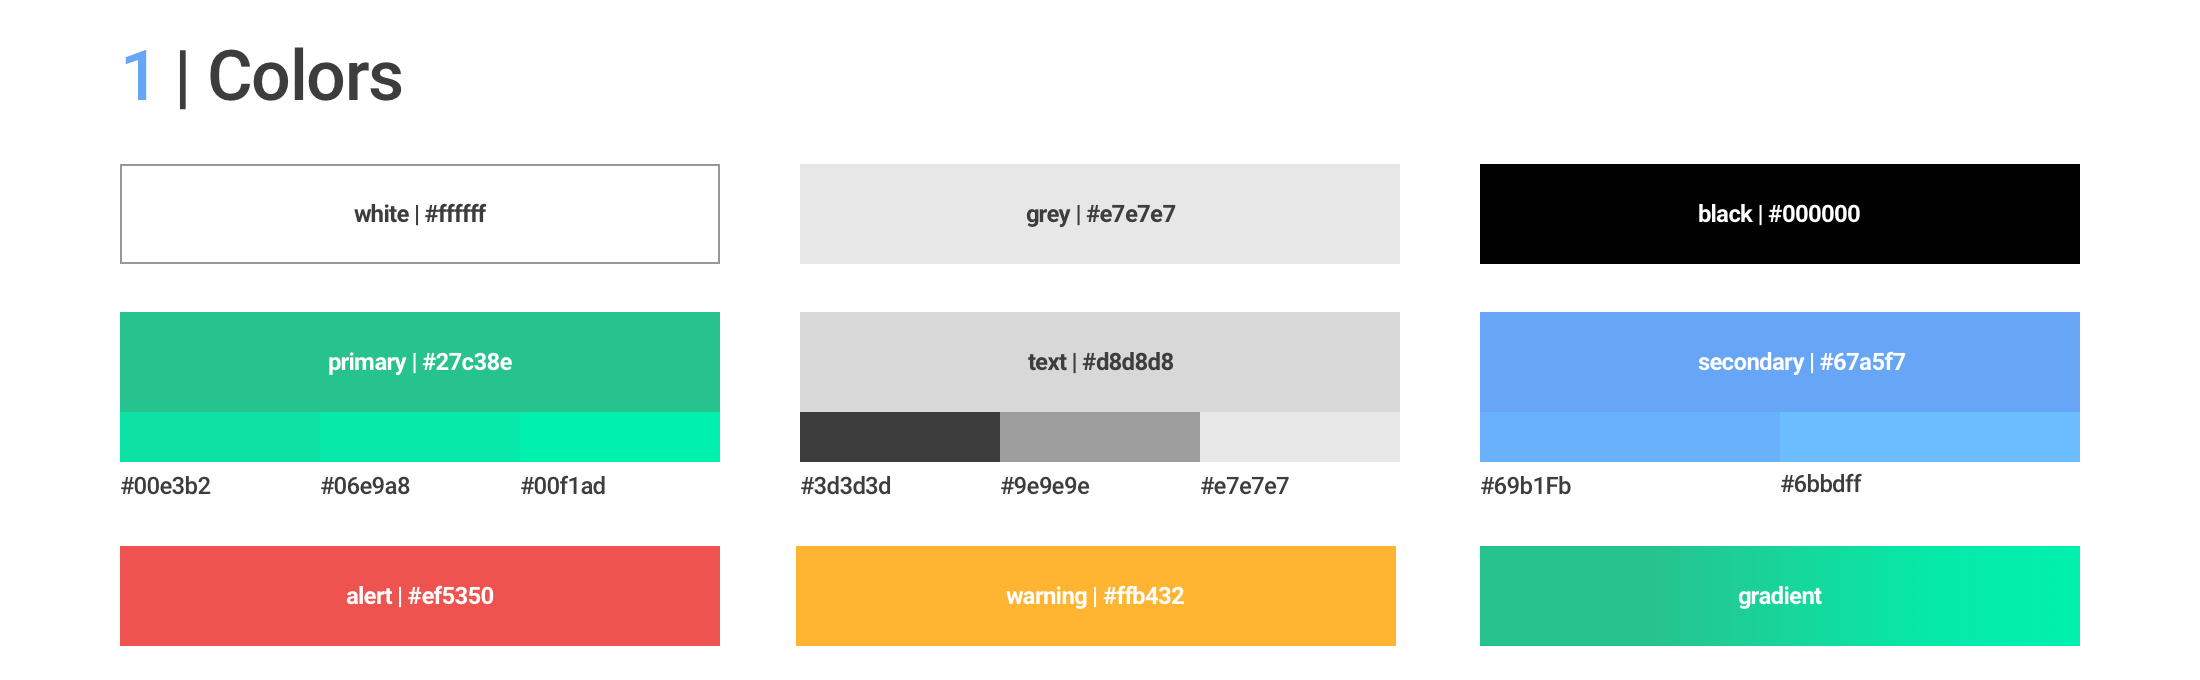 1 | Colors
white | #ffffff
grey | #e7e7e7
black | #000000
primary | #27c38e
text | #d8d8d8
secondary | #67a5f7
#00e3b2
#06e9a8
#00f1ad
#3d3d3d
#9e9e9e
#e7e7e7
#69b1Fb
#6bbdff
alert | #ef5350
warning | #ffb432
gradient